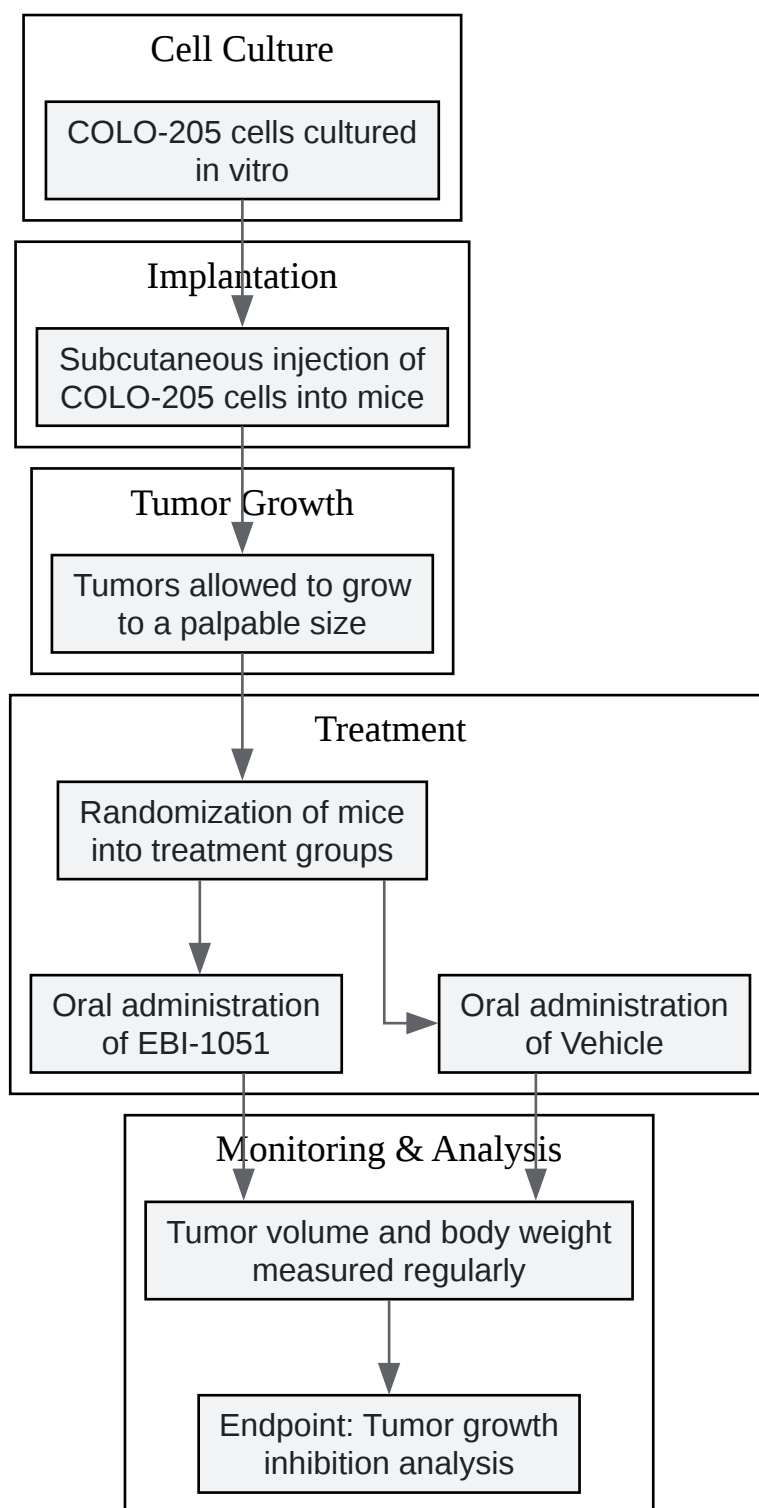 Cell Culture
COLO-205 cells cultured
in vitro
Implantation
Subcutaneous injection of
COLO-205 cells into mice
Tumor Growth
Tumors allowed to grow
to a palpable size
Treatment
Randomization of mice
into treatment groups
Oral administration
of EBI-1051
Oral administration
of Vehicle
Monitoring & Analysis
Tumor volume and body weight
measured regularly
Endpoint: Tumor growth
inhibition analysis